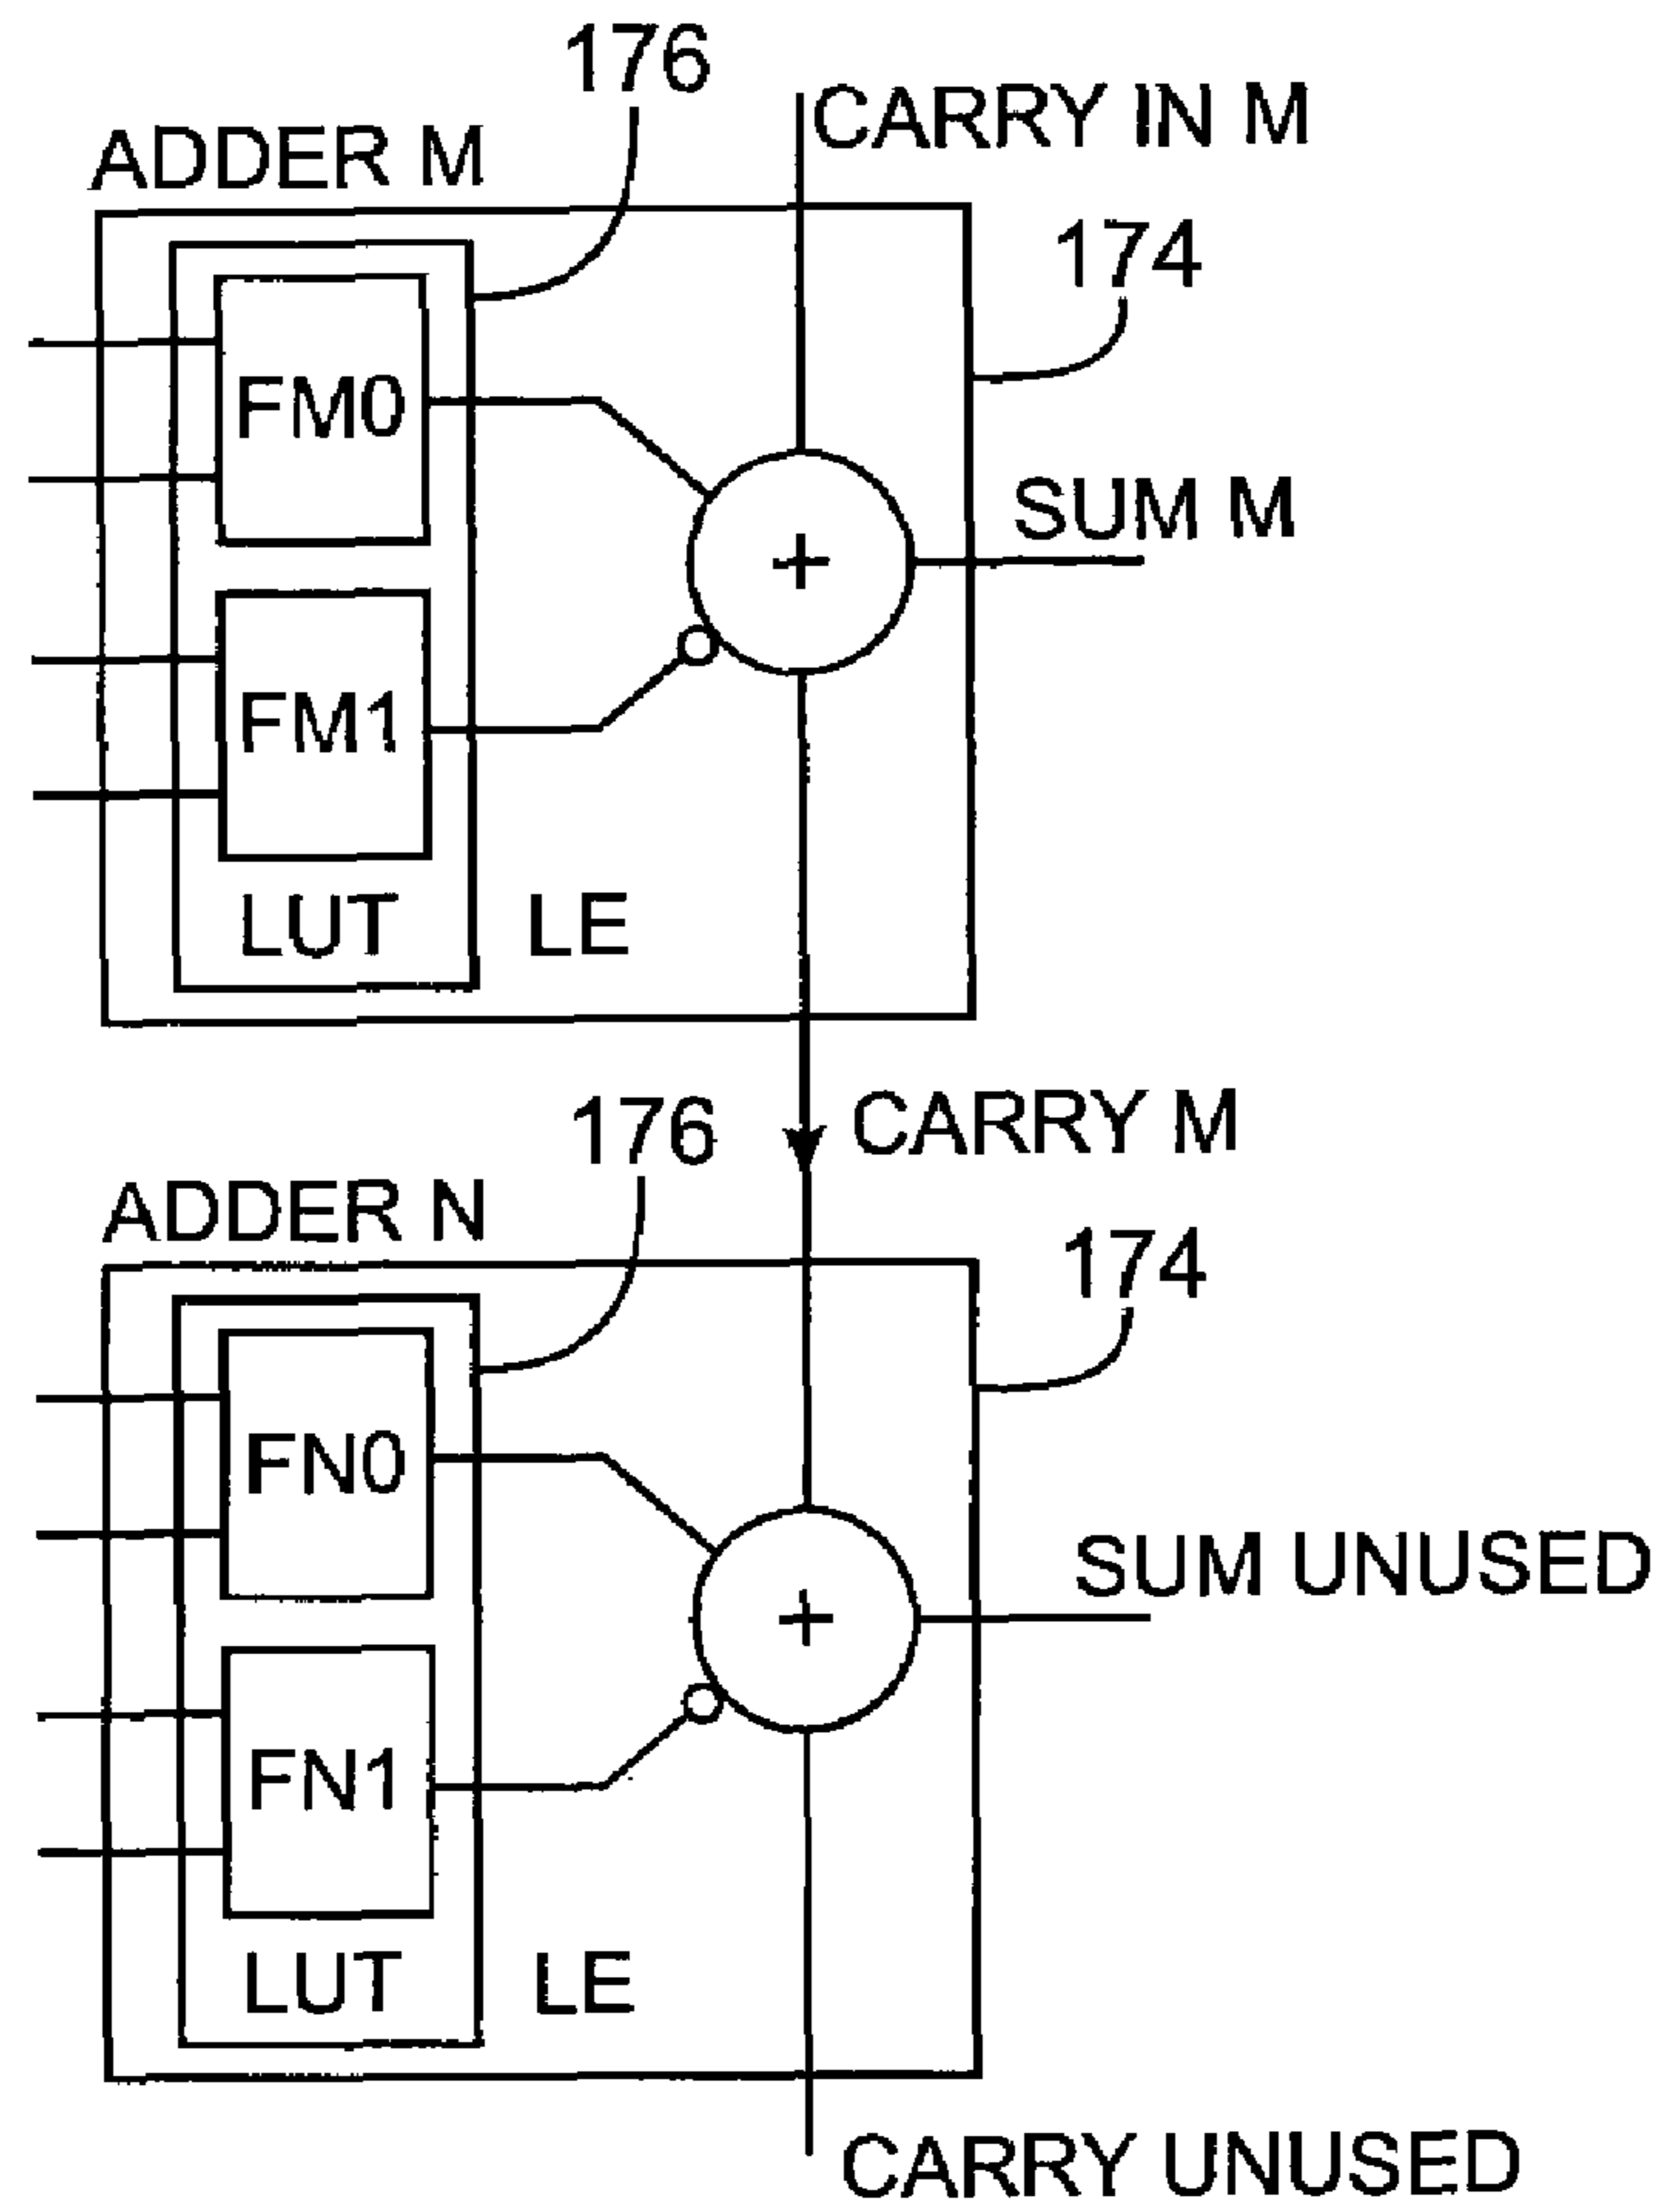 176
CARRY IN M
ADDER M
174
FM0
SUM M
+
FM1
LUT
LE
176
CARRY M
ADDER N
174
FN0
SUM UNUSED
+
FN1
LUT
LE
CARRY UNUSED